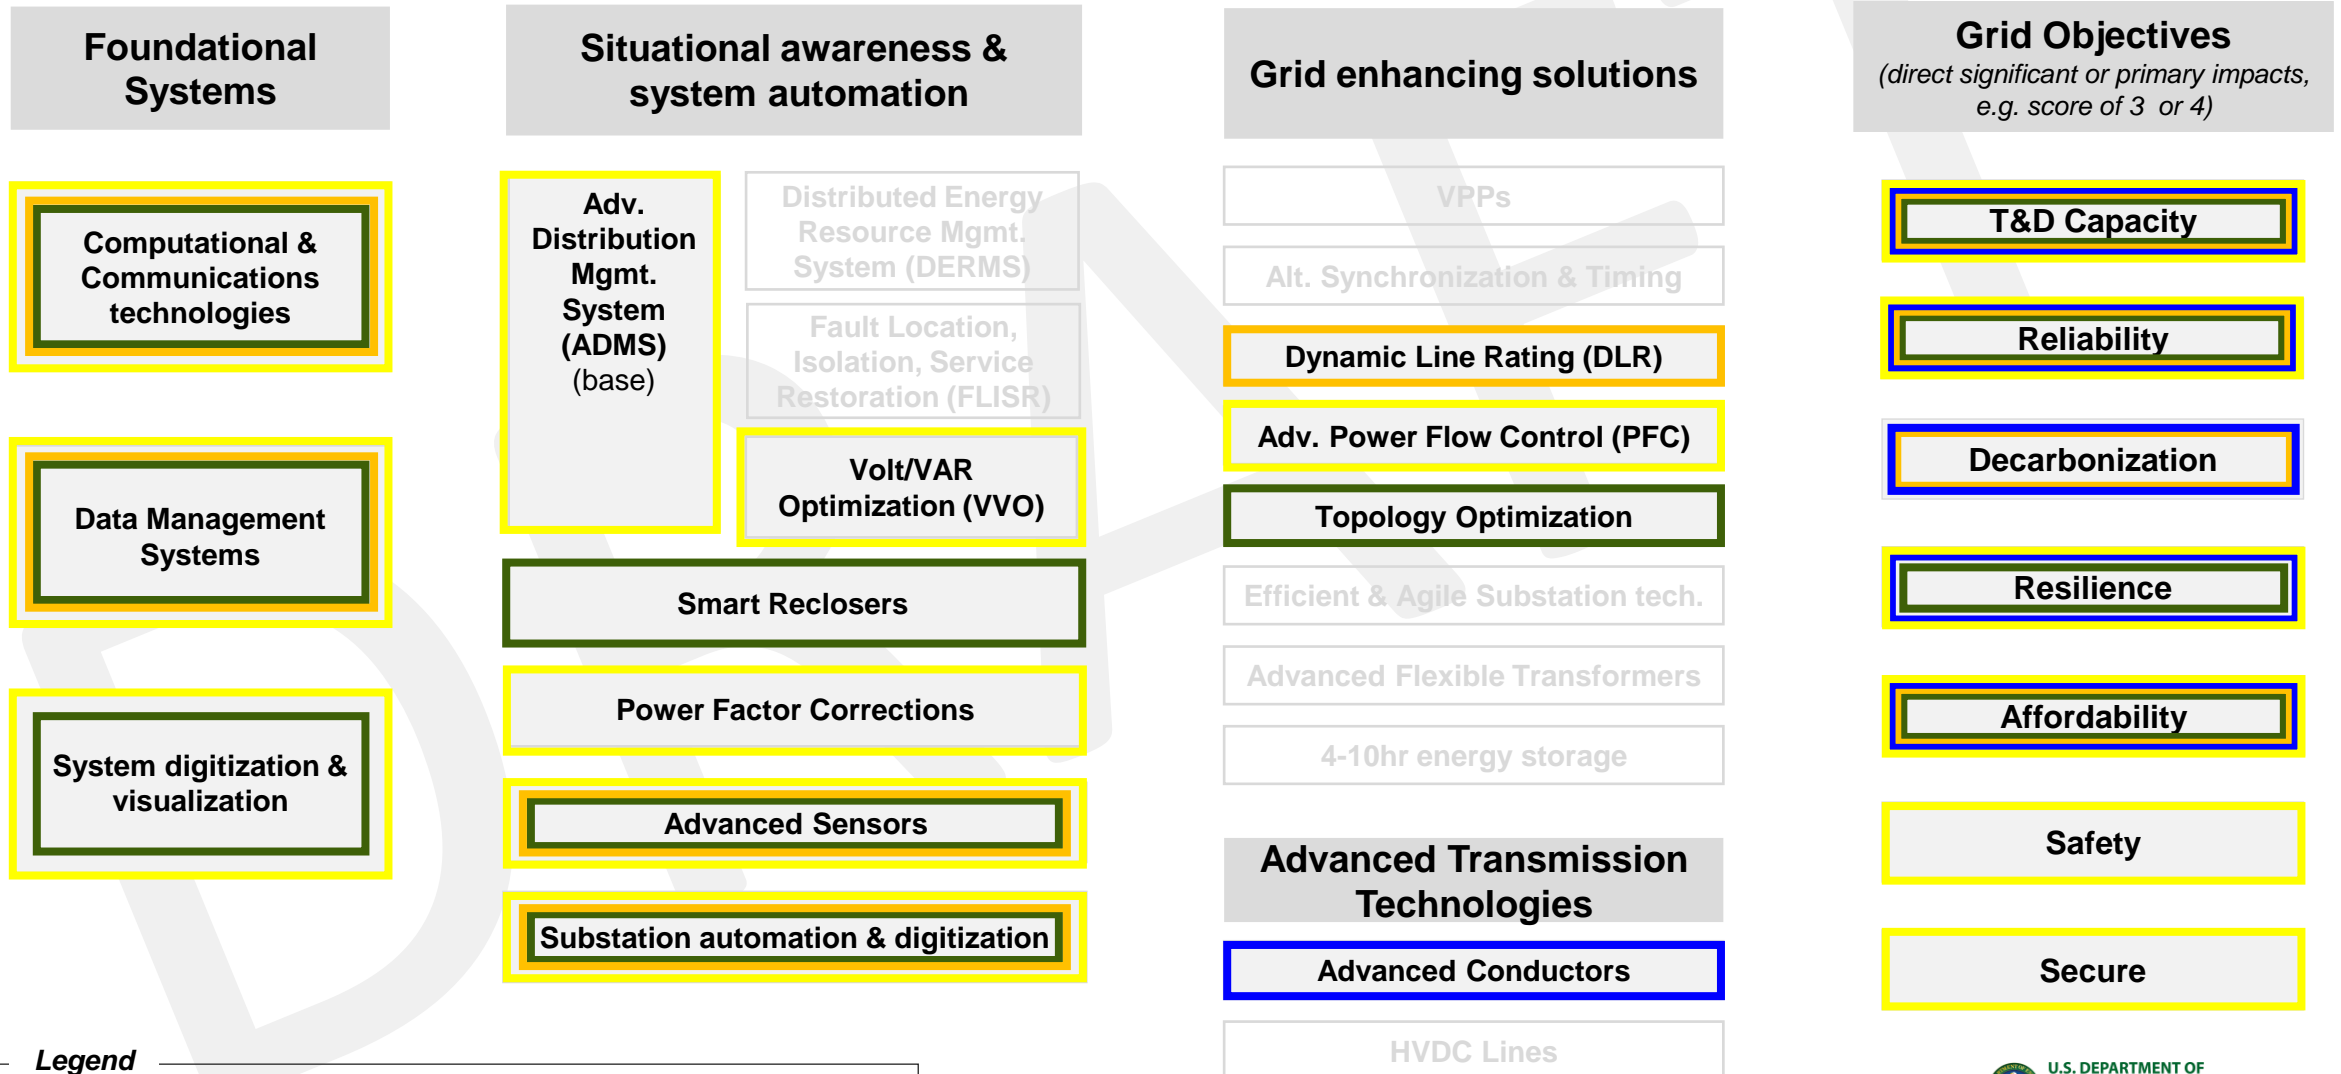 Foundational
Systems
Computational &
Communications
technologies
Data Management
Systems
System digitization &
visualization
Situational awareness &
system automation
Adv.
Distribution
Mgmt.
System
(ADMS)
(base)
Distributed Energy
Resource Mgmt.
System (DERMS)
Fault Location,
Isolation, Service
Restoration (FLISR)
Volt/VAR
Optimization (VVO)
Smart Reclosers
Power Factor Corrections
Advanced Sensors
Substation automation & digitization
Grid enhancing solutions
VPPs
Alt. Synchronization & Timing
Dynamic Line Rating (DLR)
Adv. Power Flow Control (PFC)
Topology Optimization
Efficient & Agile Substation tech.
Advanced Flexible Transformers
4-10hr energy storage
Advanced Transmission
Technologies
Advanced Conductors
HVDC Lines
Grid Objectives
(direct significant or primary impacts,
e.g. score of 3 or 4)
T&D Capacity
Reliability
Decarbonization
Resilience
Affordability
Safety
Secure
Legend
U.S. DEPARTMENT OF
DRAFT